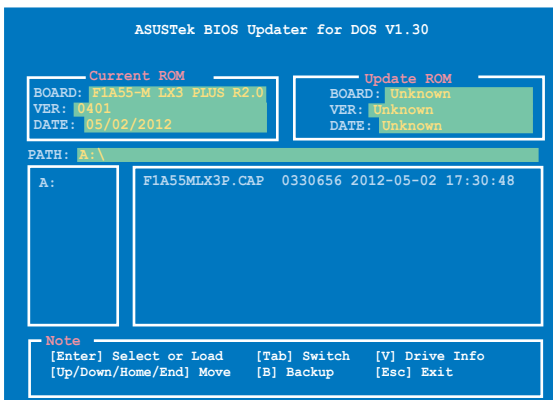 ASUSTek BIOS Updater for DOS V1.30
Current ROM
BOARD: F1A55-M LX3 PLUS R2.0
VER: 0401
DATE: 05/02/2012
Update ROM
BOARD: Unknown
VER: Unknown
DATE: Unknown
PATH: A:\
A:
F1A55MLX3P.CAP 0330656 2012-05-02 17:30:48
Note
[Enter] Select or Load [Tab] Switch [V] Drive Info
[Up/Down/Home/End] Move [B] Backup [Esc] Exit